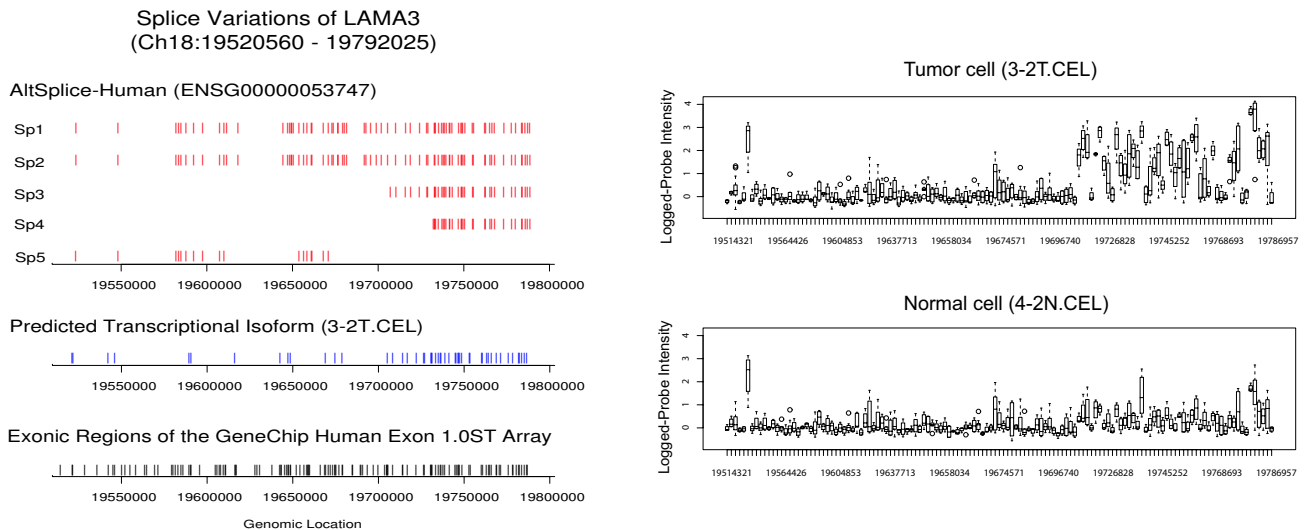 Splice Variations of LAMA3
(Ch18:19520560 - 19792025)
AltSplice-Human (ENSG00000053747)
Sp1
Sp2
Sp3
Sp4
Sp5
19550000 19600000 19650000 19700000 19750000 19800000
Predicted Transcriptional Isoform (3-2T.CEL)
19550000 19600000 19650000 19700000 19750000 19800000
Exonic Regions of the GeneChip Human Exon 1.0ST Array
19550000 19600000 19650000 19700000 19750000 19800000
Genomic Location
Tumor cell (3-2T.CEL)
Logged-Probe Intensity
4
3
2
1
0
19514321 19564426 19604853 19637713 19658034 19674571 19696740 19726828 19745252 19768693 19786957
Normal cell (4-2N.CEL)
Logged-Probe Intensity
4
3
2
1
0
19514321 19564426 19604853 19637713 19658034 19674571 19696740 19726828 19745252 19768693 19786957